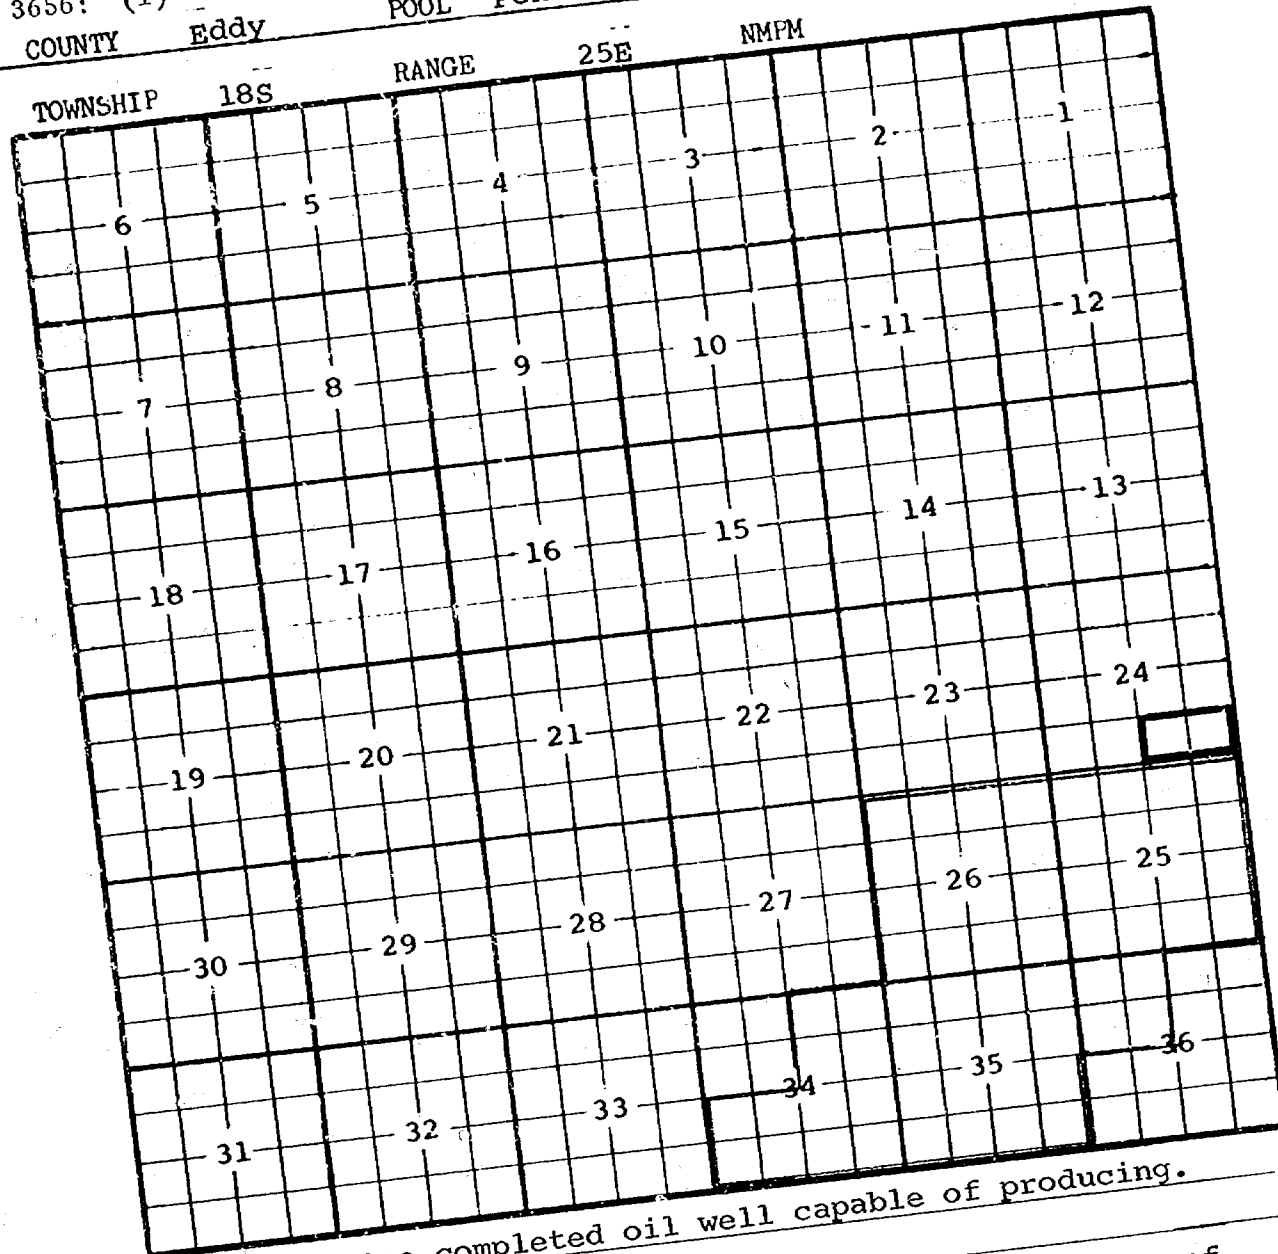 3656: (1)
COUNTY Eddy POOL
TOWNSHIP 18S RANGE 25E NMPM
6 5 4 3 2 1
7 8 9 10 11 12
18 17 16 15 14 13
19 20 21 22 23 24
30 29 28 27 26 25
31 32 33 34 35 36
completed oil well capable of producing.
of